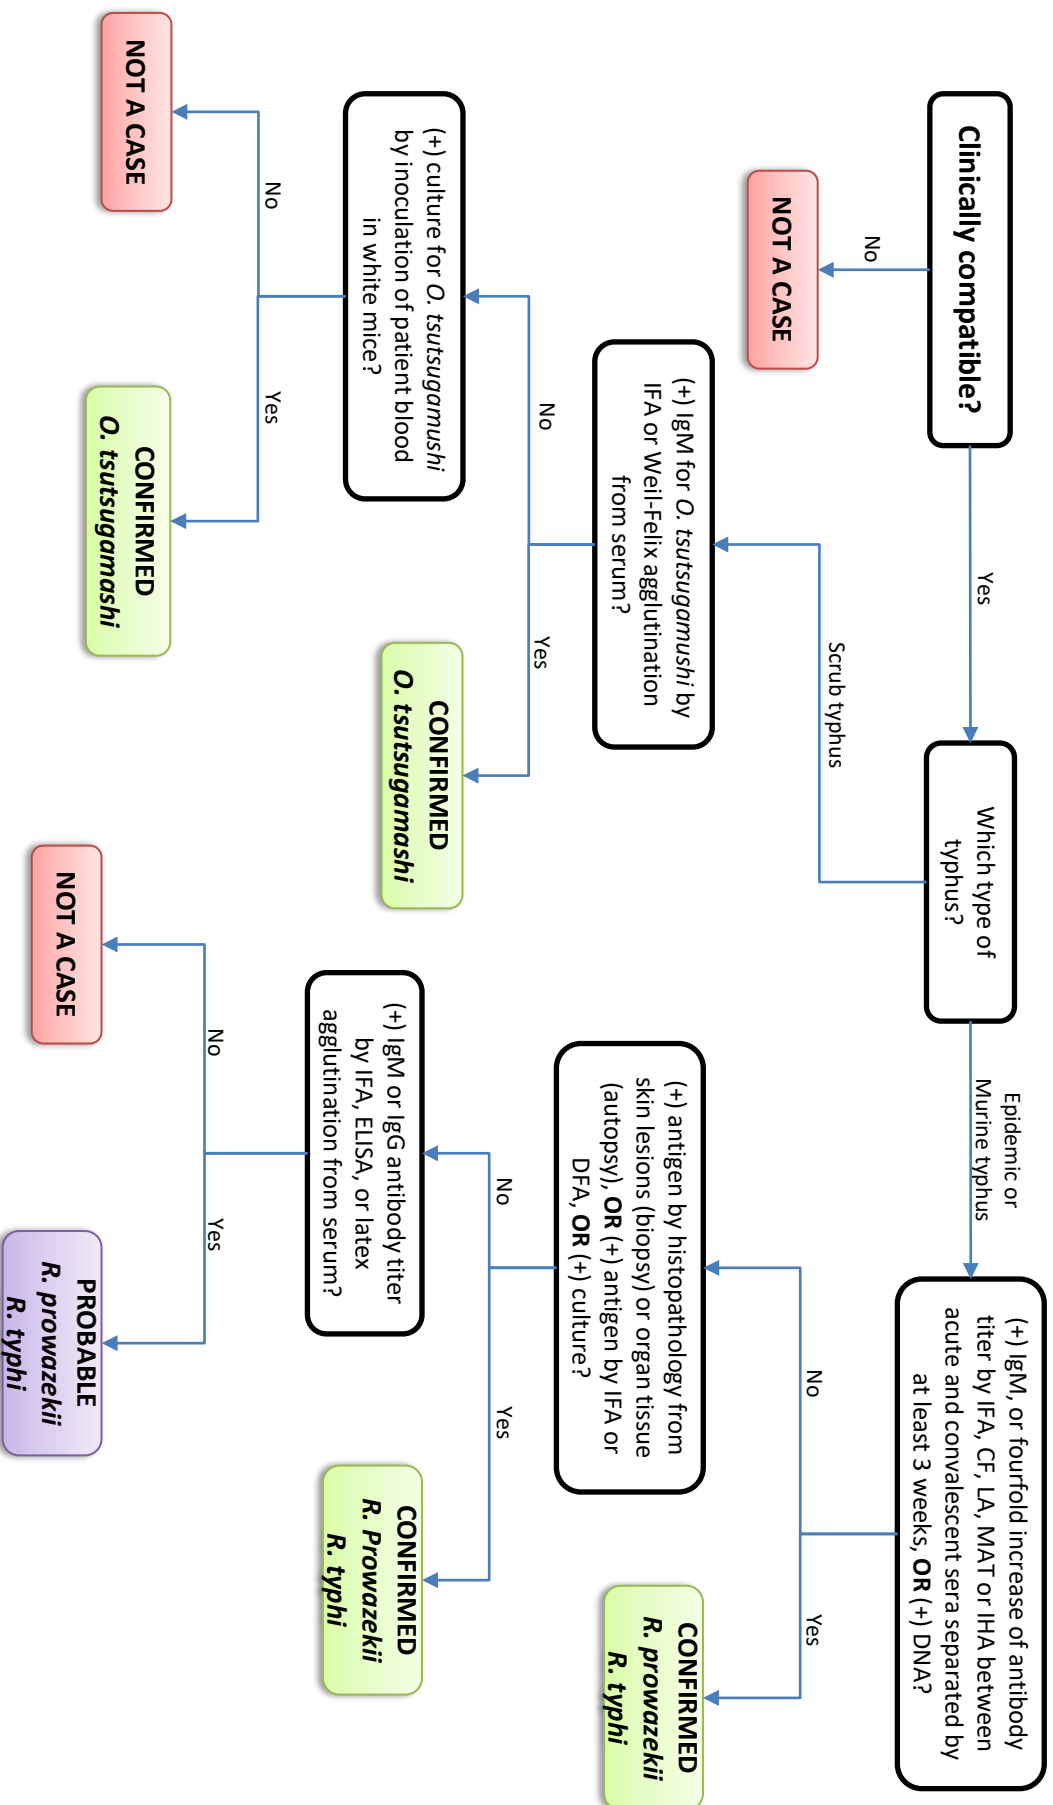 Clinically compatible?
Yes
No
NOT A CASE
Which type of
typhus?
Epidemic or
Murine typhus
Scrub typhus
(+) IgM, or fourfold increase of antibody
titer by IFA, CF, LA, MAT or IHA between
acute and convalescent sera separated by
at least 3 weeks, OR (+) DNA?
No
Yes
CONFIRMED
R. prowazekii
R. typhi
(+) IgM for O. tsutsugamushi by
IFA or Weil-Felix agglutination
from serum?
No
Yes
CONFIRMED
O. tsutsugamashi
(+) antigen by histopathology from
skin lesions (biopsy) or organ tissue
(autopsy), OR (+) antigen by IFA or
DFA, OR (+) culture?
No
Yes
CONFIRMED
R. Prowazekii
R. typhi
(+) culture for O. tsutsugamushi
by inoculation of patient blood
in white mice?
No
Yes
NOT A CASE
CONFIRMED
O. tsutsugamashi
(+) IgM or IgG antibody titer
by IFA, ELISA, or latex
agglutination from serum?
No
Yes
NOT A CASE
PROBABLE
R. prowazekii
R. typhi